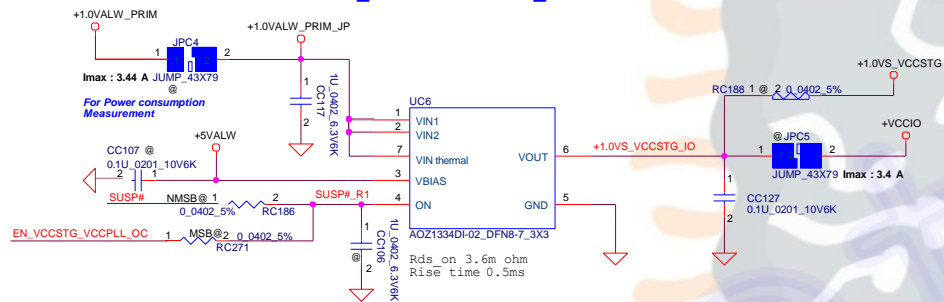 +1.0VALW_PRIM
+1.0VALW_PRIM_JP
JPC4
1
2
1
2
Imax : 3.44 A
JUMP_43X79
@
For Power consumption
Measurement
1
2
CC117
1U_0402_6.3V6K
UC6
1
VIN1
2
VIN2
7
VIN thermal
3
VBIAS
4
ON
VOUT
6
GND
5
AOZ1334DI-02_DFN8-7_3X3
Rds_on 3.6m ohm
Rise time 0.5ms
+5VALW
CC107 @
2
1
0.1U_0201_10V6K
SUSP#
NMSB@
1
2
0_0402_5%
RC186
SUSP#_R1
EN_VCCSTG_VCCPLL_OC
1
MSB@
2
0_0402_5%
RC271
1
@
2
CC106
1U_0402_6.3V6K
+1.0VS_VCCSTG_IO
+1.0VS_VCCSTG
RC188
1
@
2
0_0402_5%
+VCCIO
@
JPC5
1
2
1
2
JUMP_43X79
Imax : 3.4 A
1
2
CC127
0.1U_0201_10V6K